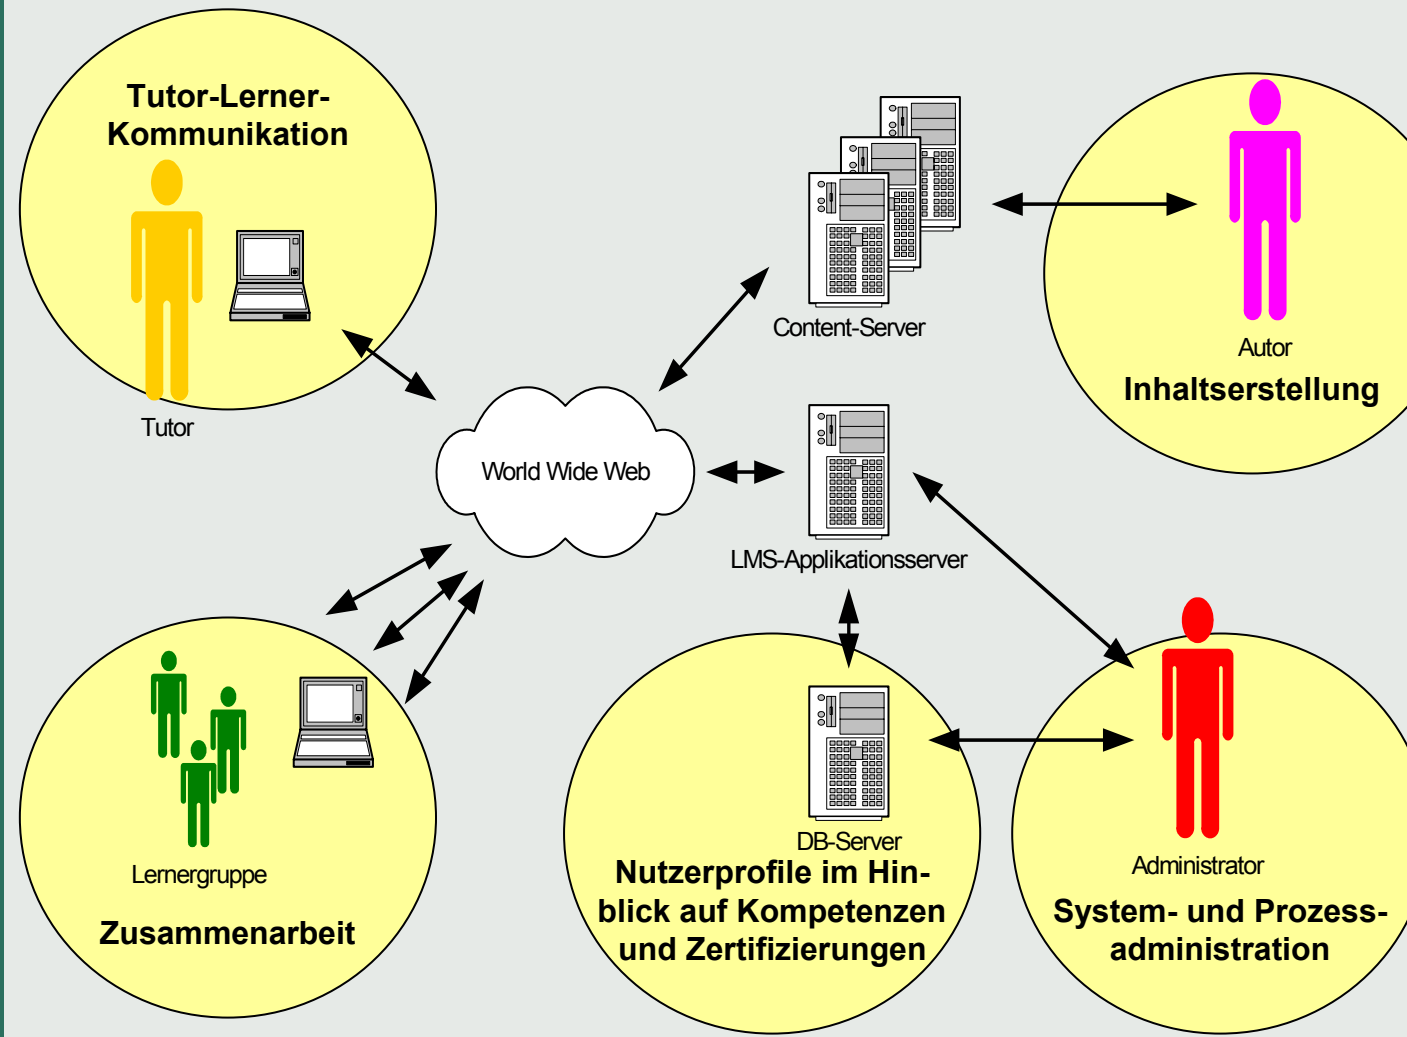 Tutor-Lerner-
Kommunikation
Tutor
Content-Server
Autor
Inhaltserstellung
World Wide Web
LMS-Applikationsserver
Lernergruppe
Zusammenarbeit
DB-Server
Nutzerprofile im Hin-
blick auf Kompetenzen
und Zertifizierungen
Administrator
System- und Prozess-
administration